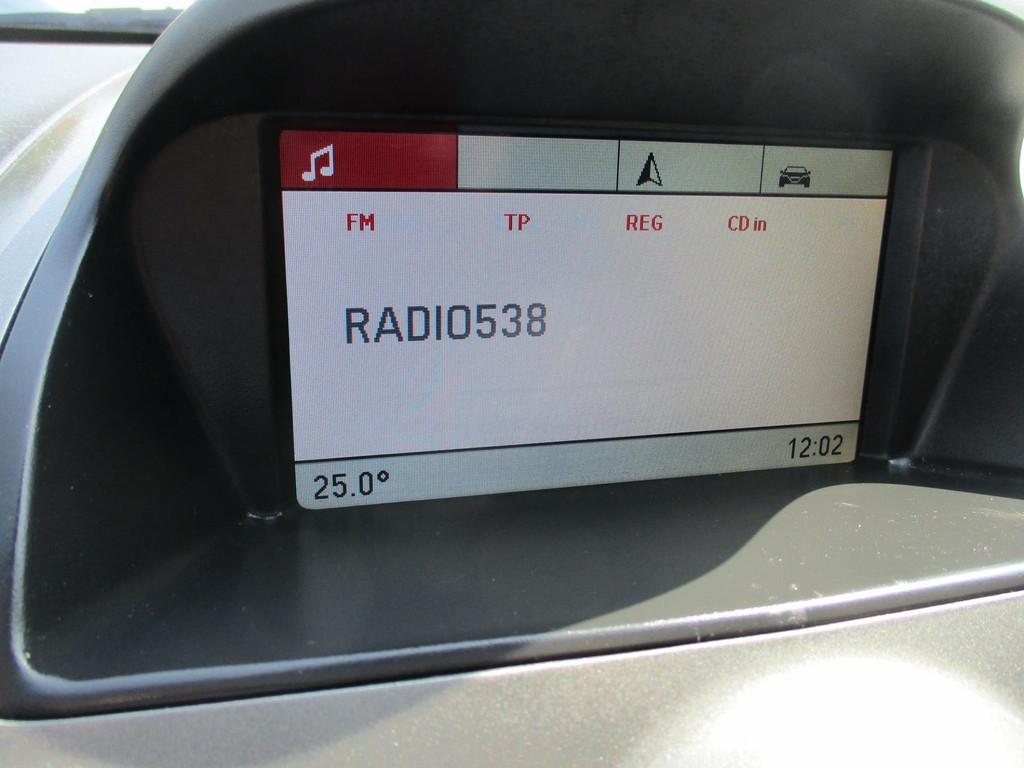 FM TP REG CD in
RADIO538
25.0° 12:02